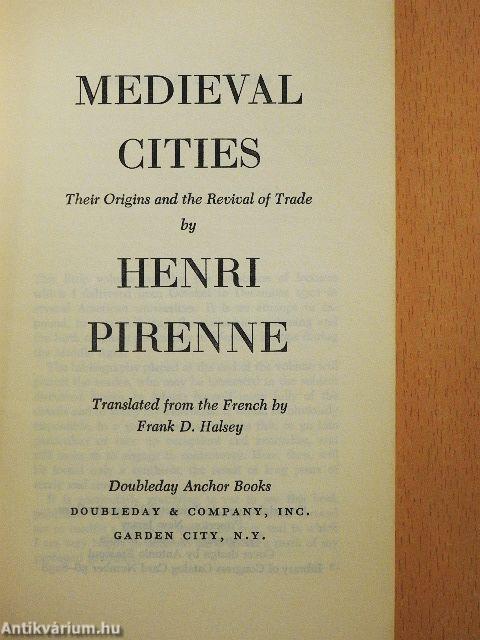 MEDIEVAL
CITIES
Their Origins and the Revival of Trade
by
HENRI
PIRENNE
Translated from the French by
Frank D. Halsey
Doubleday Anchor Books
DOUBLEDAY & COMPANY, INC.
GARDEN CITY, N.Y.
Antikvárium.hu